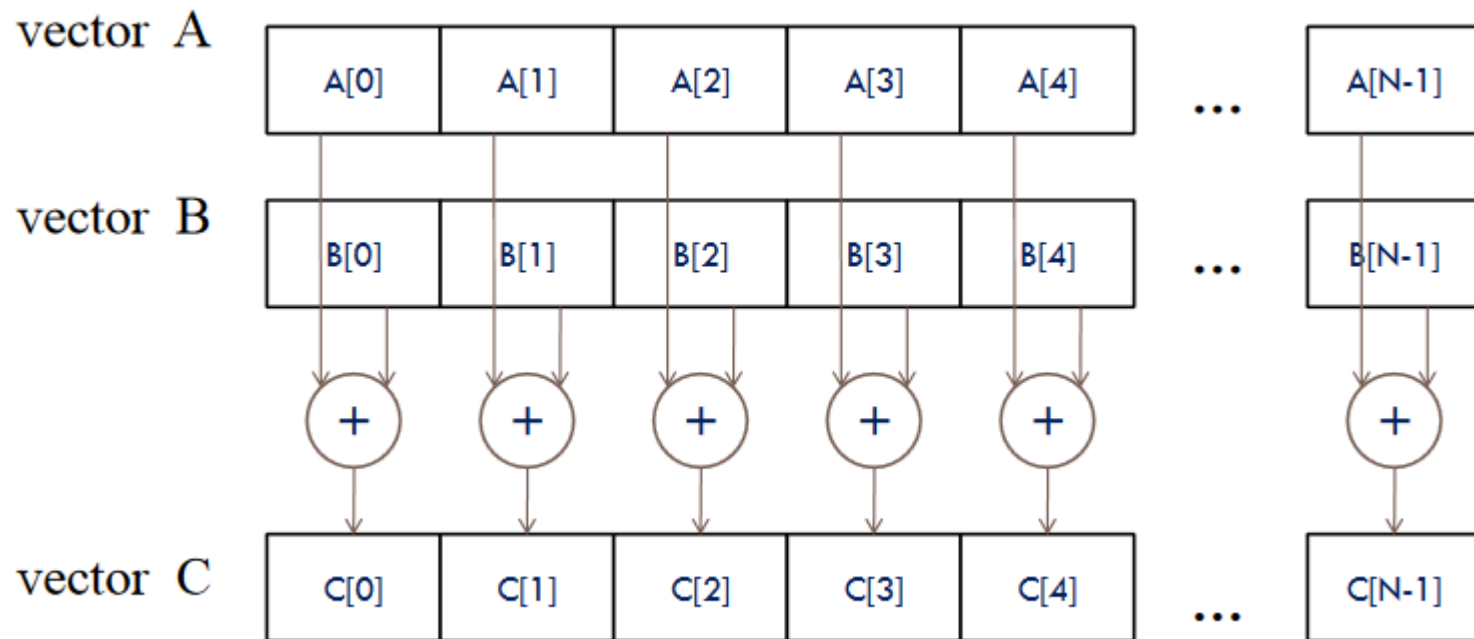 vector A A[0] A[1] A[2] A[3] A[4] ... A[N-1]
vector B B[0] B[1] B[2] B[3] B[4] ... B[N-1]
+ + + + + +
vector C C[0] C[1] C[2] C[3] C[4] ... C[N-1]